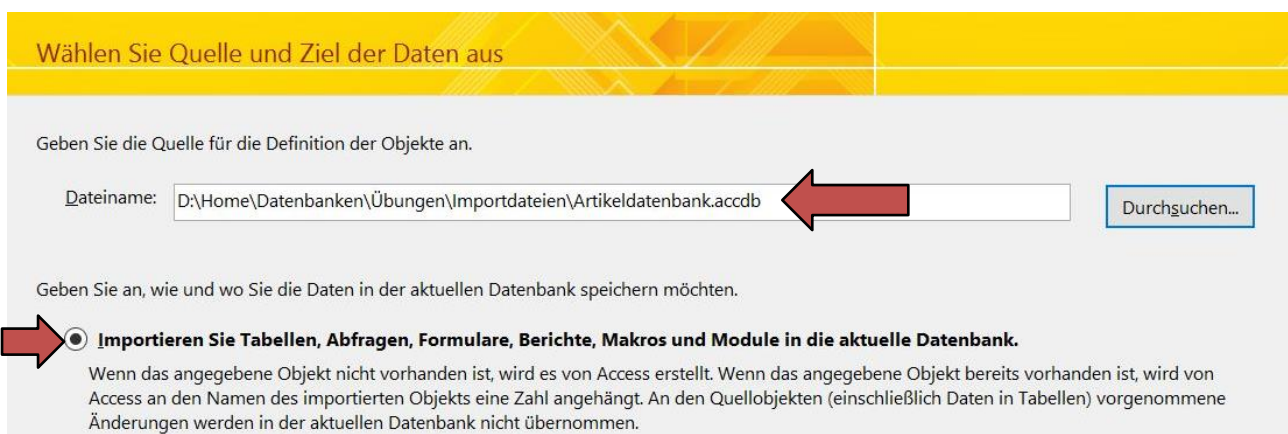 Wählen Sie Quelle und Ziel der Daten aus
Geben Sie die Quelle für die Definition der Objekte an.
Dateiname: D:\Home\Datenbanken\Übungen\Importdateien\Artikeldatenbank.accdb Durchsuchen...
Geben Sie an, wie und wo Sie die Daten in der aktuellen Datenbank speichern möchten.
Importieren Sie Tabellen, Abfragen, Formulare, Berichte, Makros und Module in die aktuelle Datenbank.
Wenn das angegebene Objekt nicht vorhanden ist, wird es von Access erstellt. Wenn das angegebene Objekt bereits vorhanden ist, wird von
Access an den Namen des importierten Objekts eine Zahl angehängt. An den Quellobjekten (einschließlich Daten in Tabellen) vorgenommene
Änderungen werden in der aktuellen Datenbank nicht übernommen.